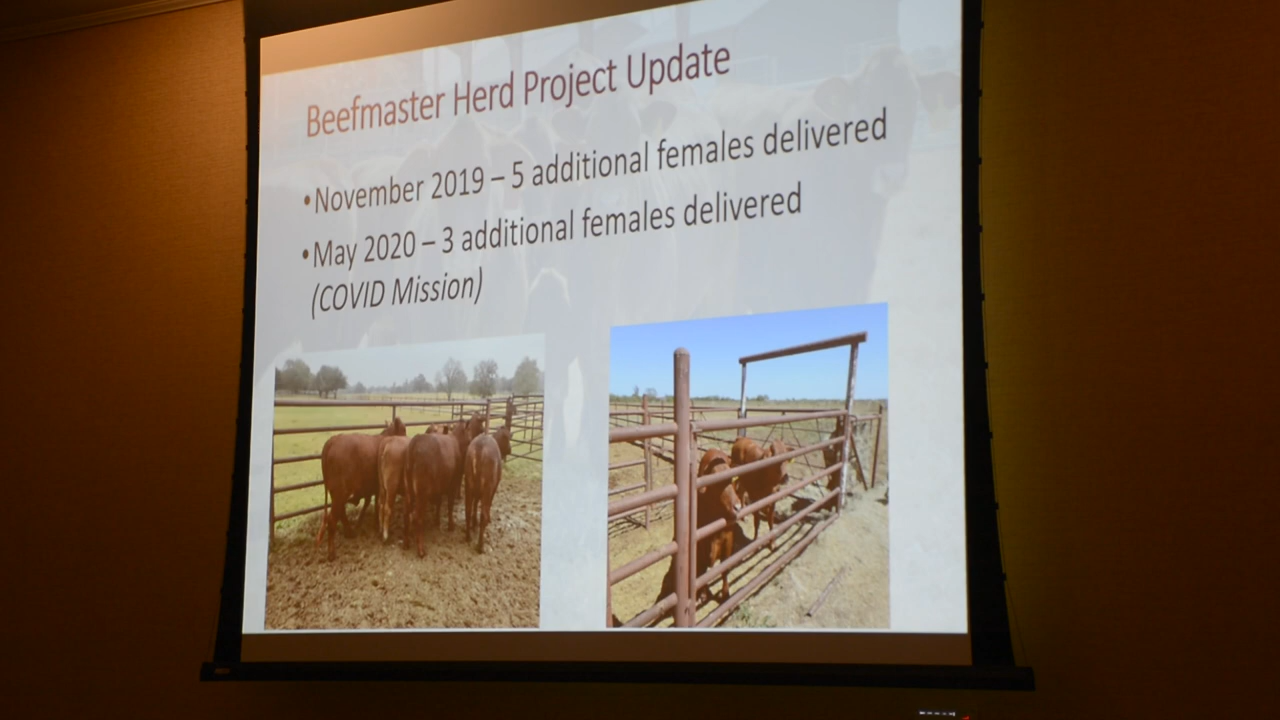 Beefmaster Herd Project Update
•November 2019 – 5 additional females delivered
•May 2020 – 3 additional females delivered
(COVID Mission)